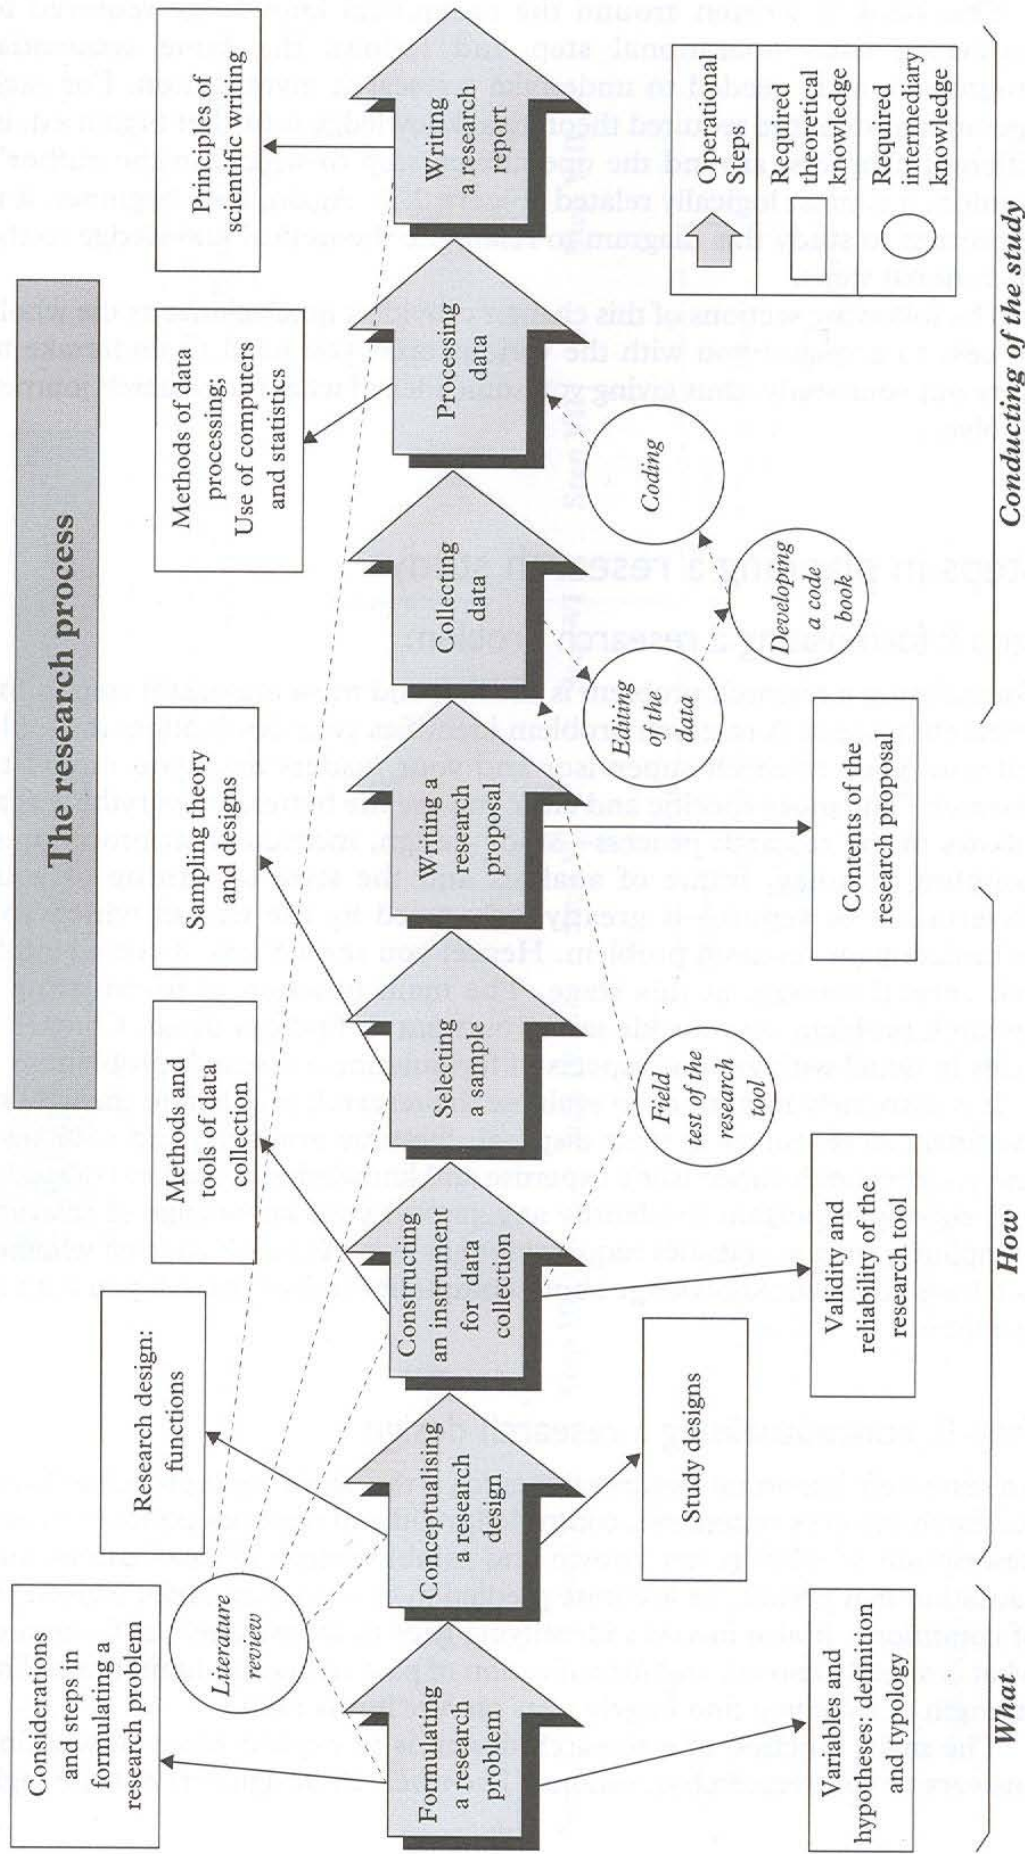 The research process
Considerations
and steps in
formulating a
research problem
Literature
review
Research design:
functions
Methods and
tools of data
collection
Sampling theory
and designs
Methods of data
processing;
Use of computers
and statistics
Principles of
scientific writing
Formulating
a research
problem
Conceptualising
a research
design
Constructing
an instrument
for data
collection
Selecting
a sample
Writing a
research
proposal
Collecting
data
Processing
data
Writing
a research
report
Variables and
hypotheses: definition
and typology
Study designs
Validity and
reliability of the
research tool
Field
test of the
research
tool
Contents of the
research proposal
Editing
of the
data
Developing
a code
book
Coding
Operational
Steps
Required
theoretical
knowledge
Required
intermediary
knowledge
What
How
Conducting of the study